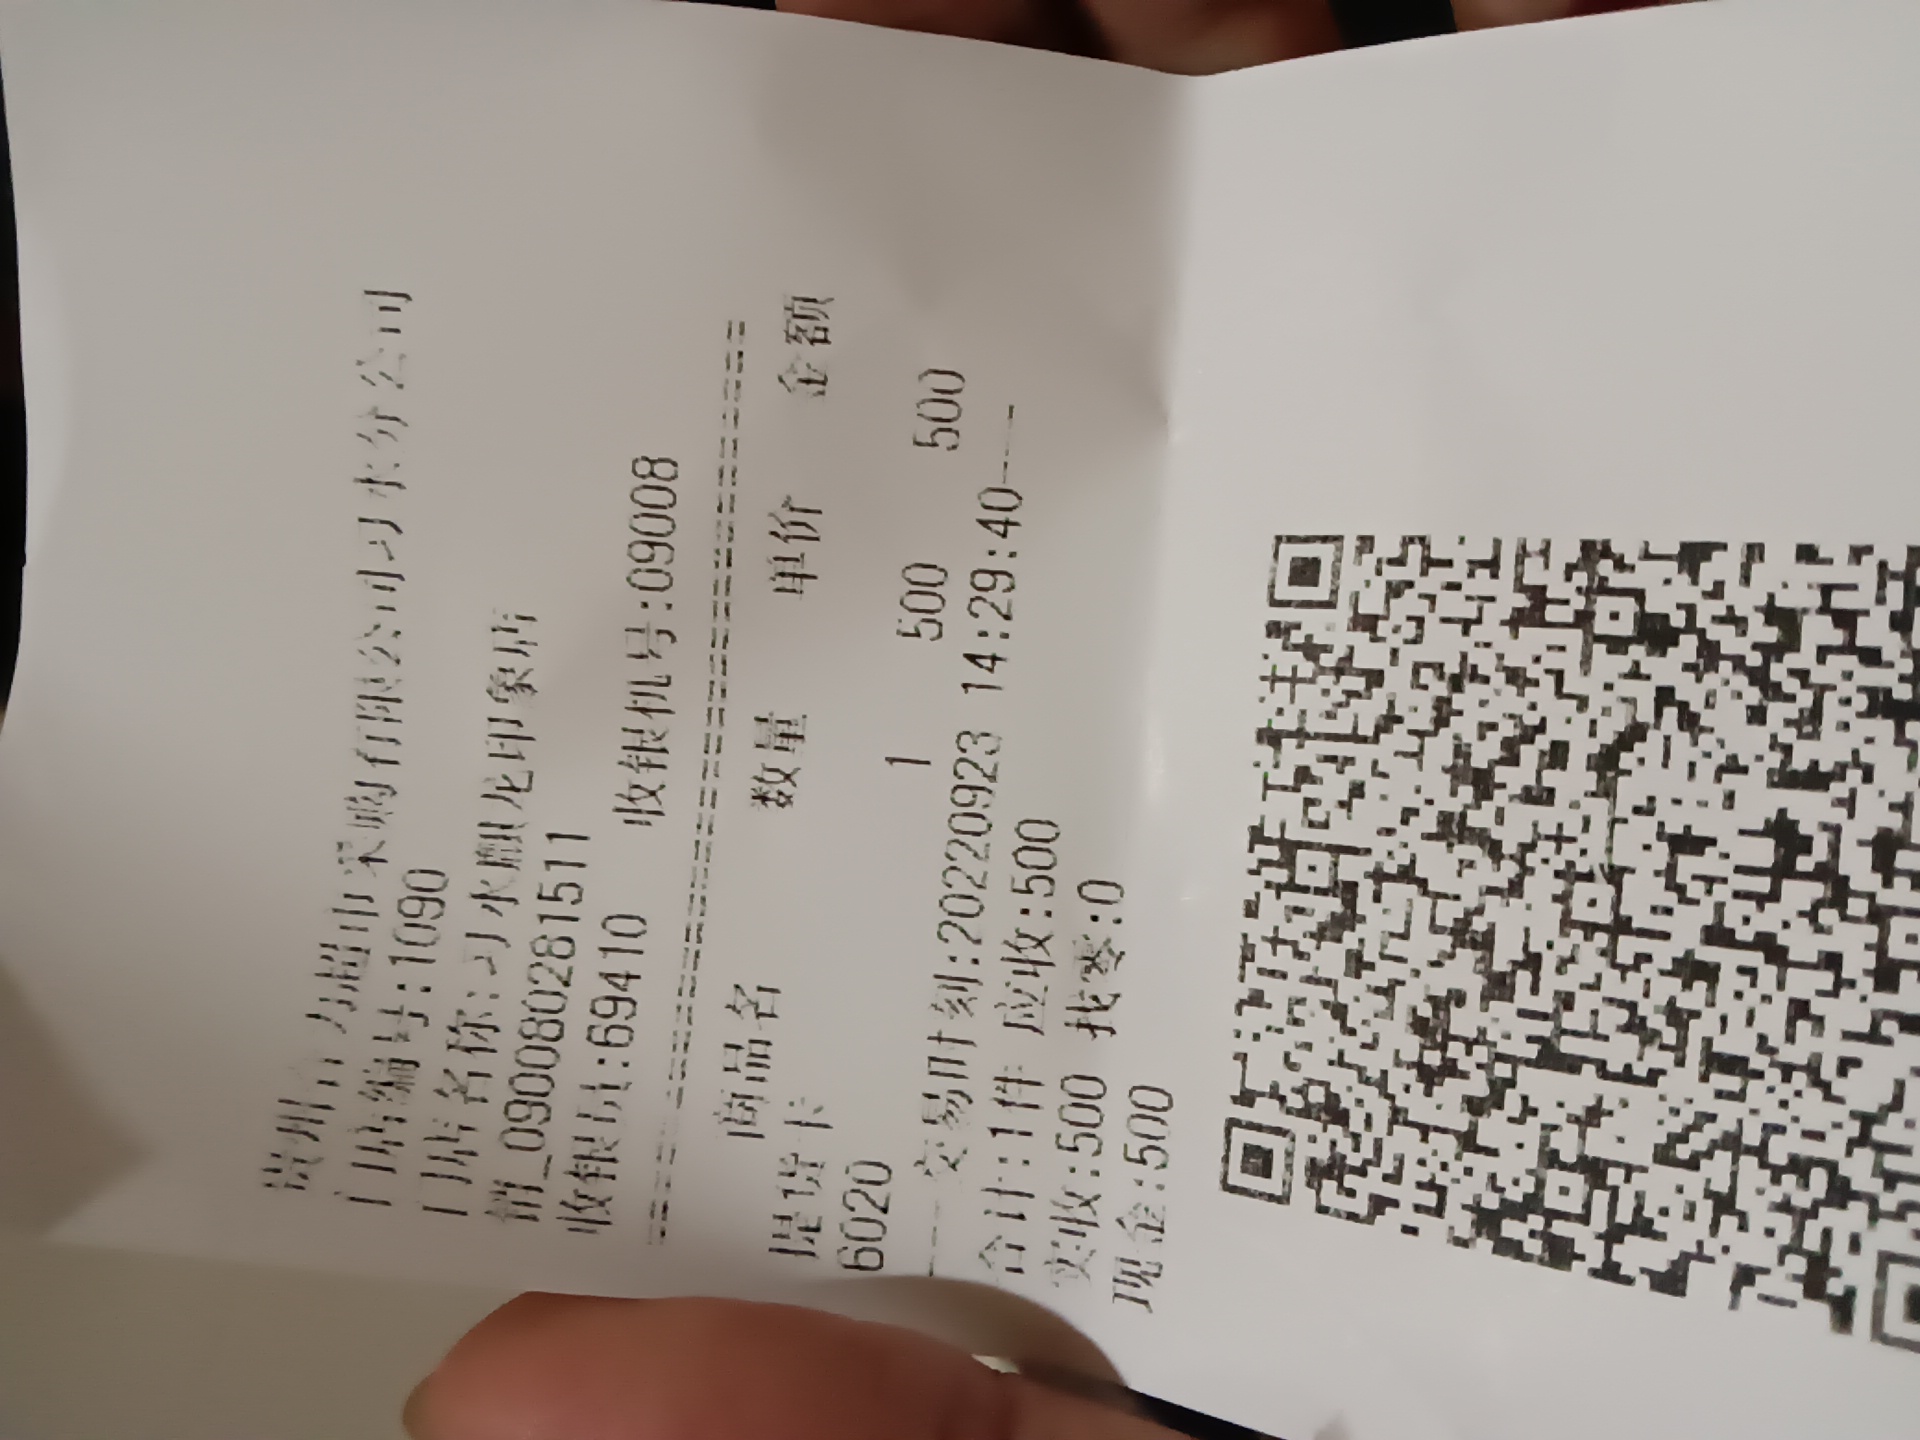 力超市采购有限公司习水分公司
门店编号:1090
门店名称:习水麒龙印象店
销_090080281511
收银员:69410 收银机号:09008
商品名 数量 单价 金额
提货卡
6020 1 500 500
交易时刻:20220923 14:29:40
合计:1件 应收:500
实收:500 找零:0
现金:500